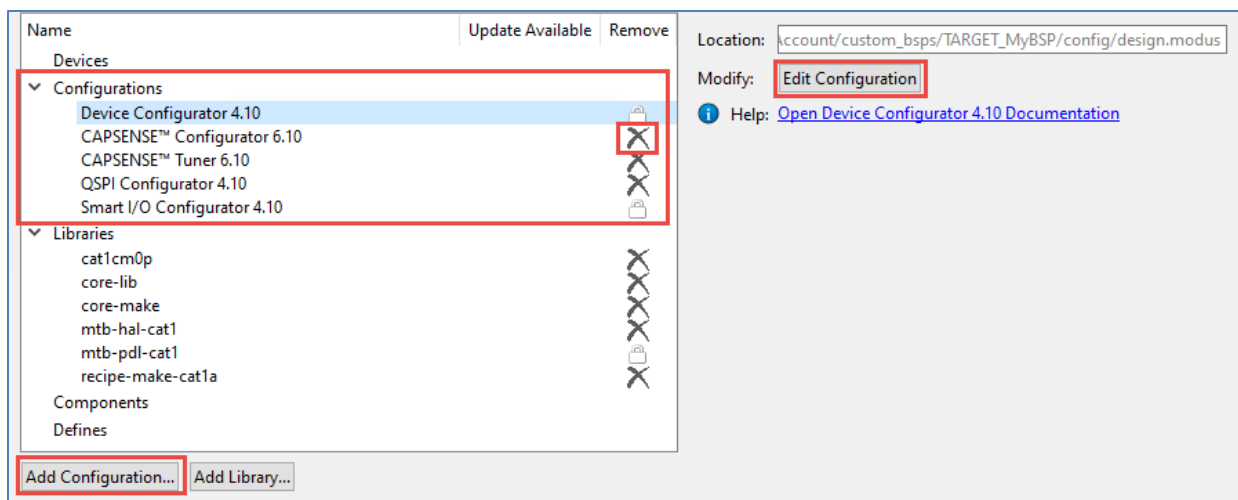 Name Update Available Remove
Devices
Configurations
Device Configurator 4.10
CAPSENSE™ Configurator 6.10
CAPSENSE™ Tuner 6.10
QSPI Configurator 4.10
Smart I/O Configurator 4.10
Libraries
cat1cm0p
core-lib
core-make
mtb-hal-cat1
mtb-pdl-cat1
recipe-make-cat1a
Components
Defines
Add Configuration... Add Library...
Location: Account/custom_bsps/TARGET_MyBSP/config/design.modus
Modify: Edit Configuration
Help: Open Device Configurator 4.10 Documentation